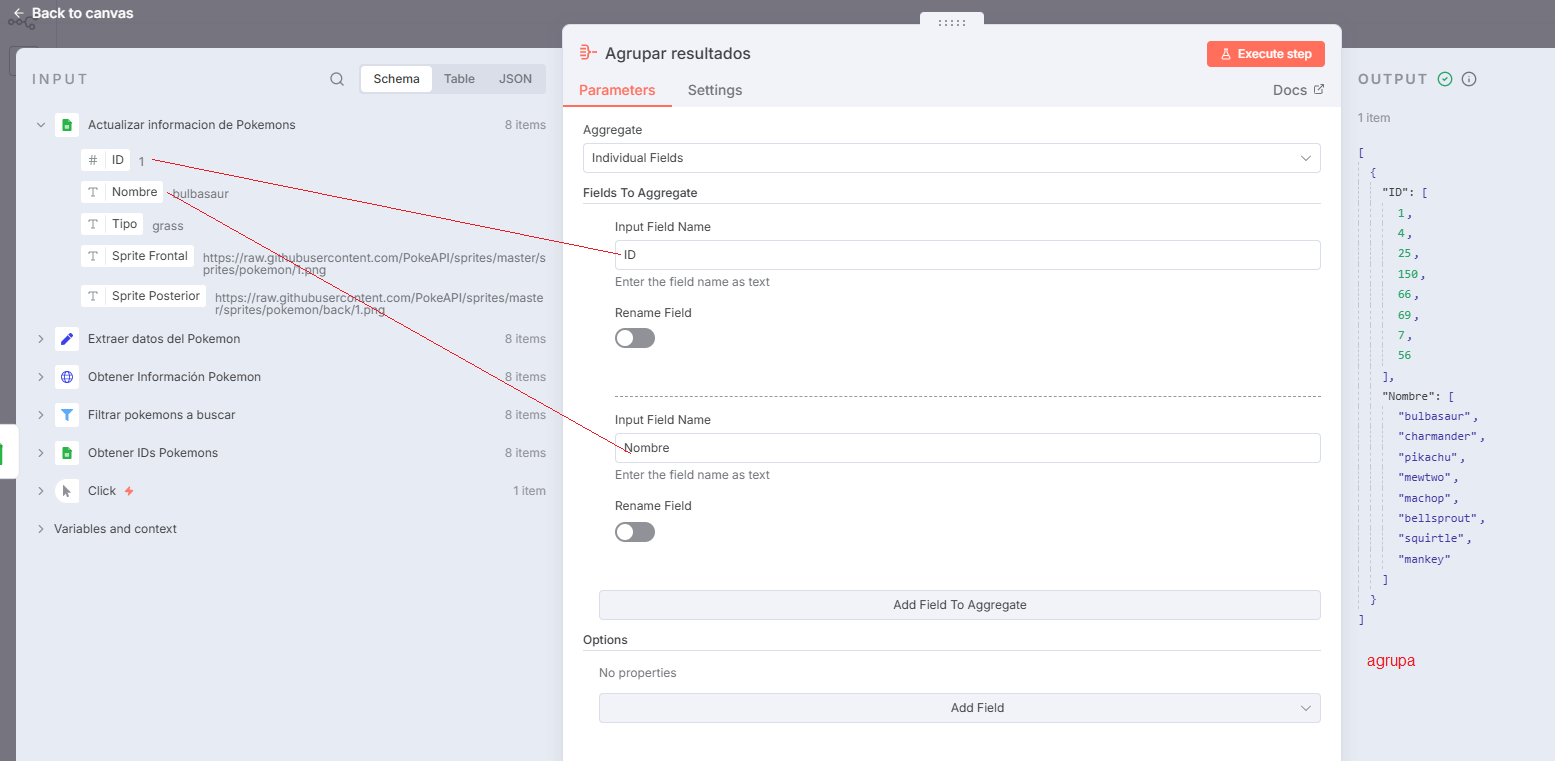 Back to canvas
INPUT
Schema
Table
JSON
Actualizar informacion de Pokemons
8 items
# ID
1
T Nombre
bulbasaur
T Tipo
grass
T Sprite Frontal
https://raw.githubusercontent.com/PokeAPI/sprites/master/s
prites/pokemon/1.png
T Sprite Posterior
https://raw.githubusercontent.com/PokeAPI/sprites/maste
r/sprites/pokemon/back/1.png
Extraer datos del Pokemon
8 items
Obtener Información Pokemon
8 items
Filtrar pokemons a buscar
8 items
Obtener IDs Pokemons
8 items
Click
1 item
Variables and context
Agrupar resultados
Execute step
Parameters
Settings
Docs
Aggregate
Individual Fields
Fields To Aggregate
Input Field Name
ID
Enter the field name as text
Rename Field
Input Field Name
Nombre
Enter the field name as text
Rename Field
Add Field To Aggregate
Options
No properties
Add Field
OUTPUT
1 item
[
{
"ID": [
1,
4,
25,
150,
66,
69,
7,
56
],
"Nombre": [
"bulbasaur",
"charmander",
"pikachu",
"mewtwo",
"machop",
"bellsprout",
"squirtle",
"mankey"
]
}
]
agrupa